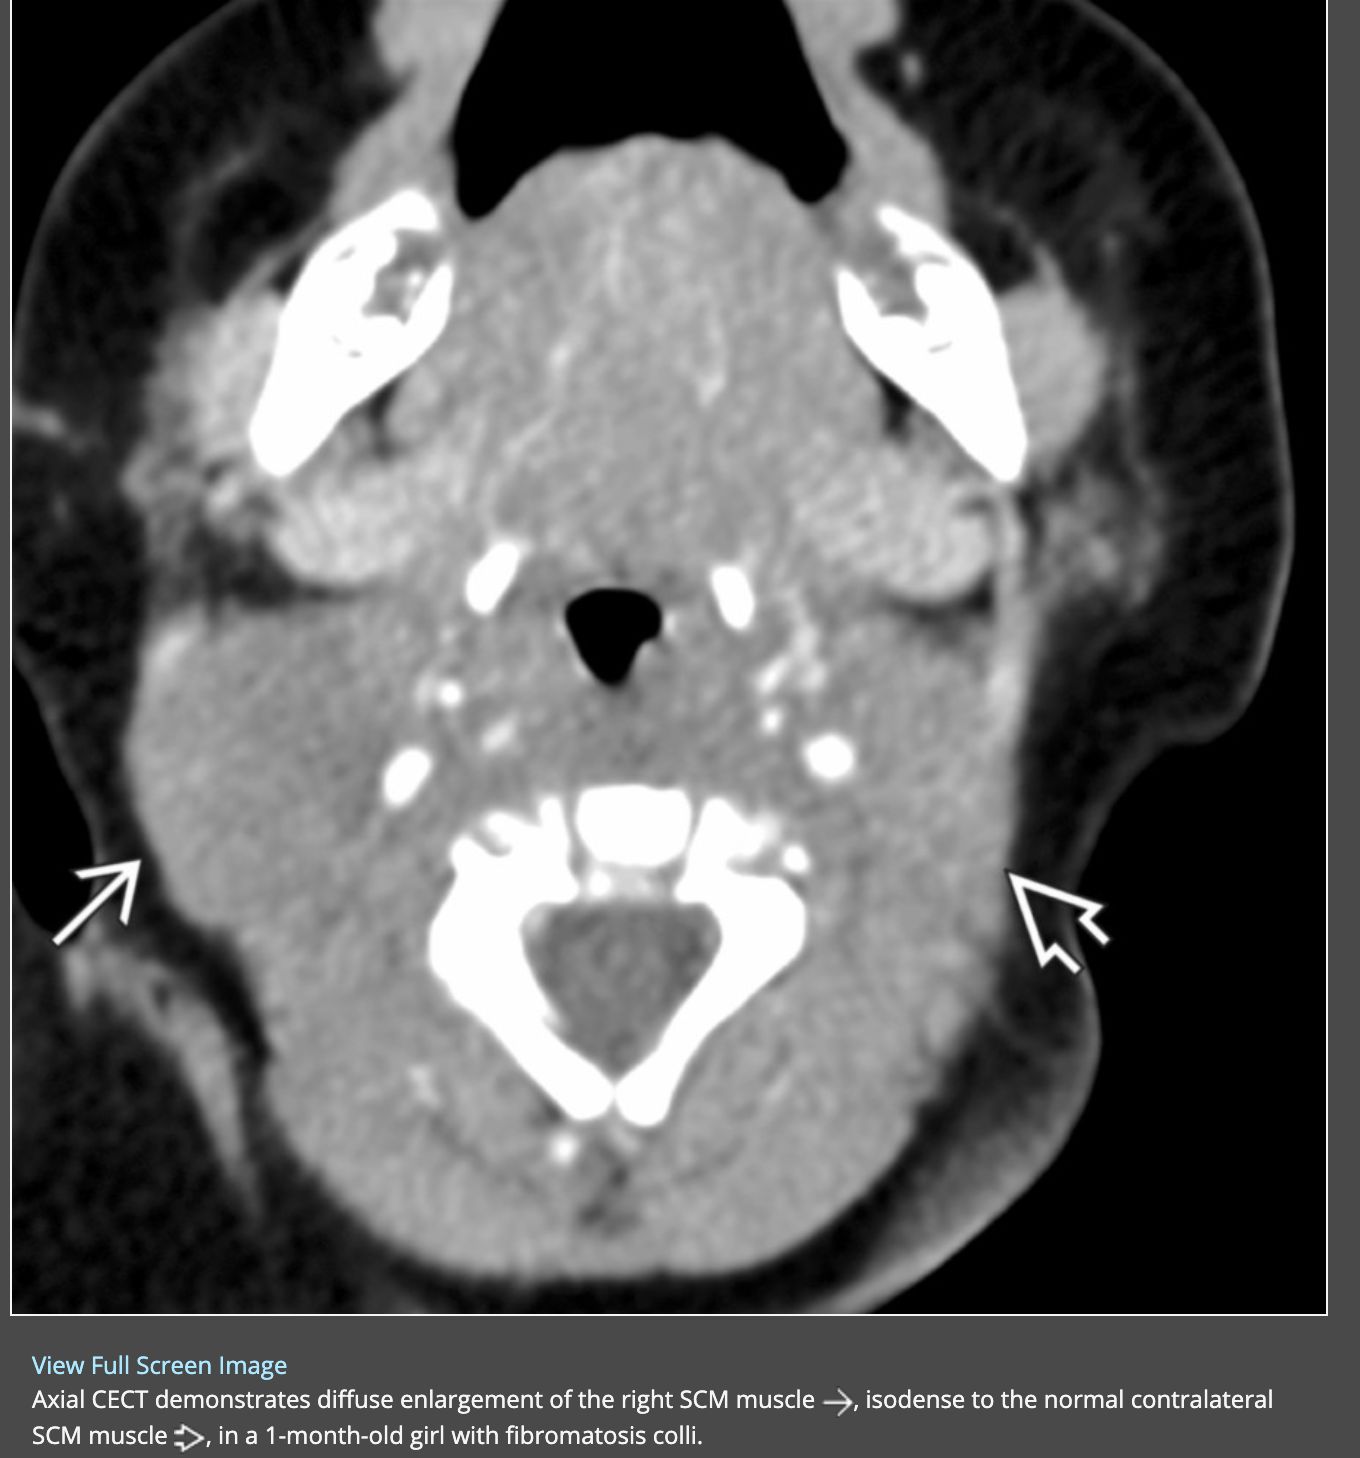 View Full Screen Image
Axial CECT demonstrates diffuse enlargement of the right SCM muscle, isodense to the normal contralateral
SCM muscle, in a 1-month-old girl with fibromatosis colli.